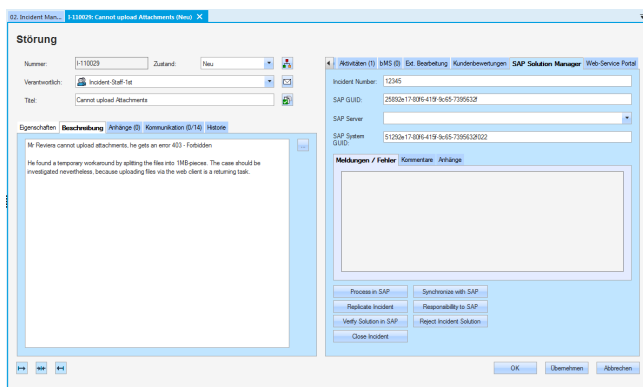 02. Incident Man...
I-110029: Cannot upload Attachments (Neu)
Störung
Nummer:
I-110029
Zustand:
Neu
Verantwortlich:
Incident-Staff-1st
Titel:
Cannot upload Attachments
Eigenschaften
Beschreibung
Anhänge (0)
Kommunikation (0/14)
Historie
Mr Reviera cannot upload attachments, he gets an error 403 - Forbidden
He found a temporary workaround by splitting the files into 1MB-pieces. The case should be
investigated nevertheless, because uploading files via the web client is a returning task.
Aktivitäten (1)
bMS (0)
Ext. Bearbeitung
Kundenbewertungen
SAP Solution Manager
Web-Service Portal
Incident Number:
12345
SAP GUID:
25892e17-80f6-415f-9c65-7395632f
SAP Server
SAP System
GUID:
51292e17-80f6-415f-9c65-7395632f022
Meldungen / Fehler
Kommentare
Anhänge
Process in SAP
Synchronize with SAP
Replicate Incident
Responsibility to SAP
Verify Solution in SAP
Reject Incident Solution
Close Incident
OK
Übernehmen
Abbrechen